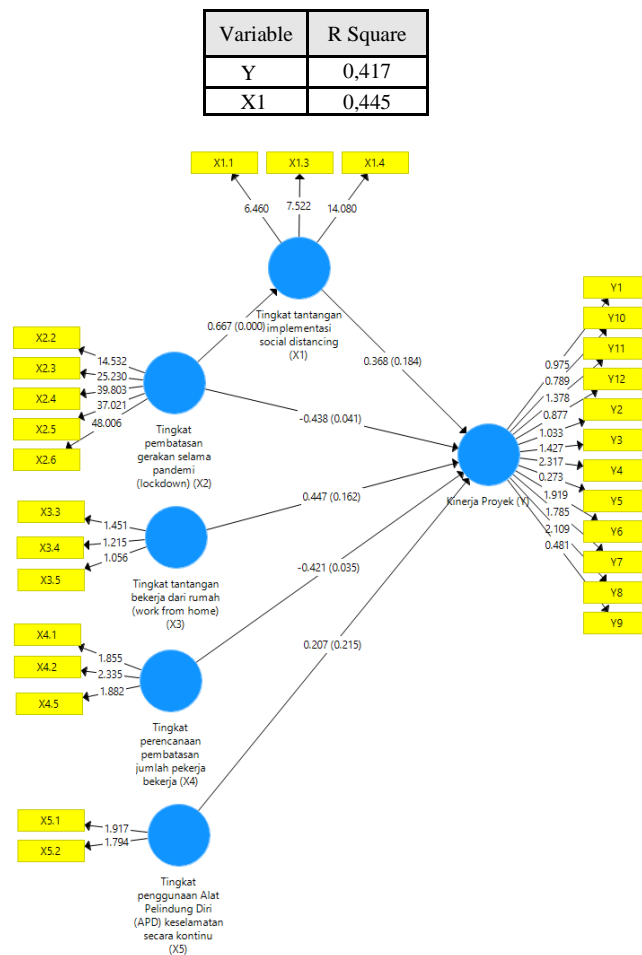 Variable R Square
Y 0,417
X1 0,445
X1.1 X1.3 X1.4
6.460 7.522 14.080
Tingkat tantangan
implementasi
social distancing
(X1)
0.667 (0.000)
0.368 (0.184)
X2.2
X2.3
X2.4
X2.5
X2.6
14.532
25.230
39.803
37.021
48.006
Tingkat
pembatasan
gerakan selama
pandemi
(lockdown) (X2)
-0.438 (0.041)
X3.3
X3.4
X3.5
1.451
1.215
1.056
Tingkat tantangan
bekerja dari rumah
(work from home)
(X3)
0.447 (0.162)
X4.1
X4.2
X4.5
1.855
2.335
1.882
Tingkat
perencanaan
pembatasan
jumlah pekerja
bekerja (X4)
-0.421 (0.035)
X5.1
X5.2
1.917
1.794
Tingkat
penggunaan Alat
Pelindung Diri
(APD) keselamatan
secara kontinu
(X5)
0.207 (0.215)
Kinerja Proyek (Y)
0.975
0.789
1.378
0.877
1.033
1.427
2.317
0.273
1.919
1.785
2.109
0.481
Y1
Y10
Y11
Y12
Y2
Y3
Y4
Y5
Y6
Y7
Y8
Y9